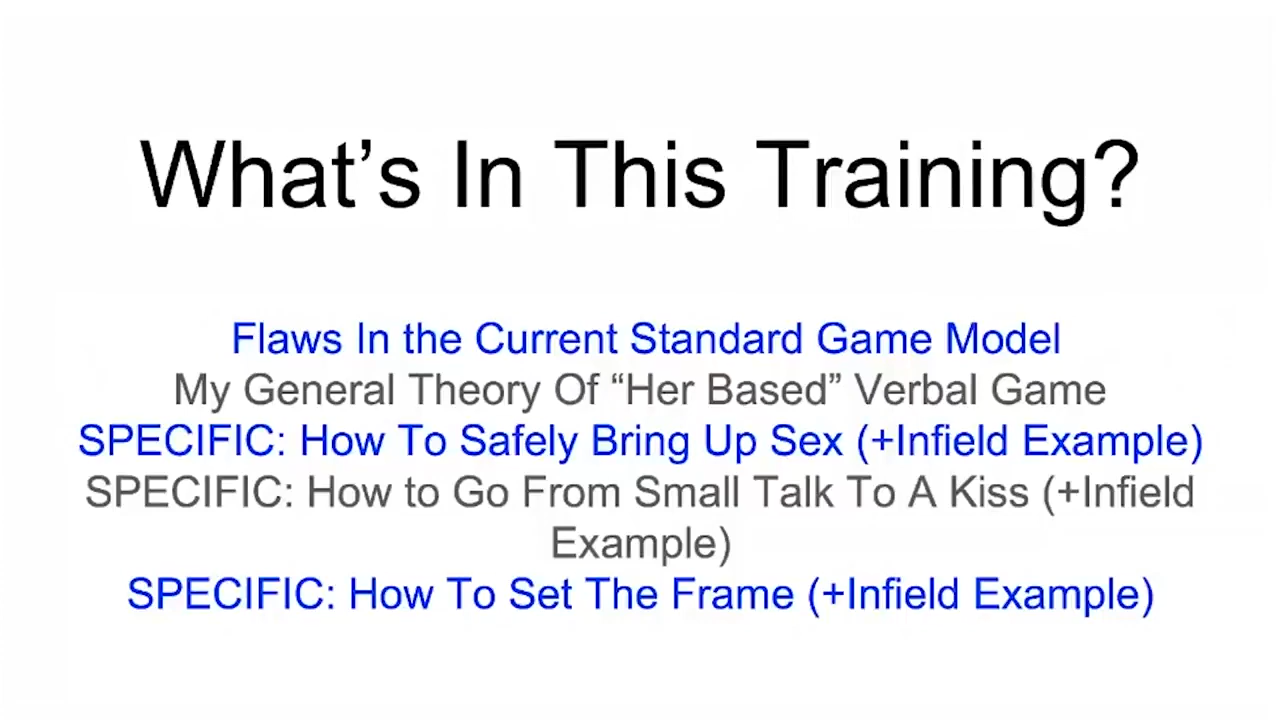 What’s In This Training?
Flaws In the Current Standard Game Model
My General Theory Of “Her Based” Verbal Game
SPECIFIC: How To Safely Bring Up Sex (+Infield Example)
SPECIFIC: How to Go From Small Talk To A Kiss (+Infield
Example)
SPECIFIC: How To Set The Frame (+Infield Example)